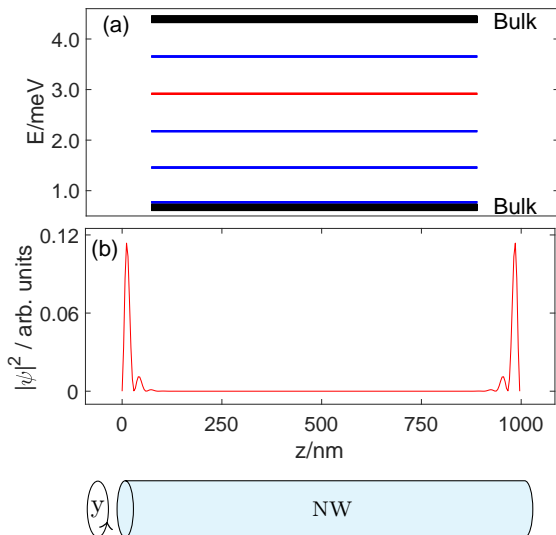 (a)
Bulk
4.0
3.0
2.0
1.0
E/meV
Bulk
(b)
0.12
0.06
0
|ψ|² / arb. units
0 250 500 750 1000
z/nm
y
NW